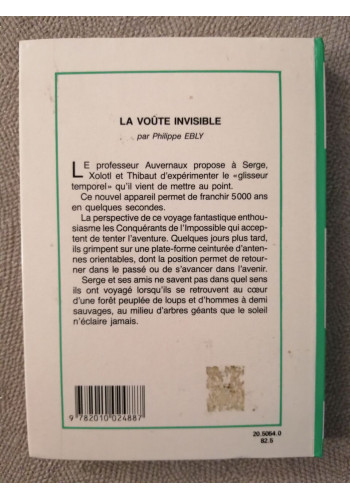 LA VOÛTE INVISIBLE
par Philippe EBLY
LE professeur Auvernaux propose à Serge,
Xolotl et Thibaut d'expérimenter le «glisseur
temporel» qu'il vient de mettre au point.
Ce nouvel appareil permet de franchir 5 000 ans
en quelques secondes.
La perspective de ce voyage fantastique enthou-
siasme les Conquérants de l'Impossible qui accep-
tent de tenter l'aventure. Quelques jours plus tard,
ils grimpent sur une plate-forme ceinturée d'anten-
nes orientables, dont la position permet de retour-
ner dans le passé ou de s'avancer dans l'avenir.
Serge et ses amis ne savent pas dans quel sens
ils ont voyagé lorsqu'ils se retrouvent au cœur
d'une forêt peuplée de loups et d'hommes à demi
sauvages, au milieu d'arbres géants que le soleil
n'éclaire jamais.
9 782010 024887
20.5064.0
82.5